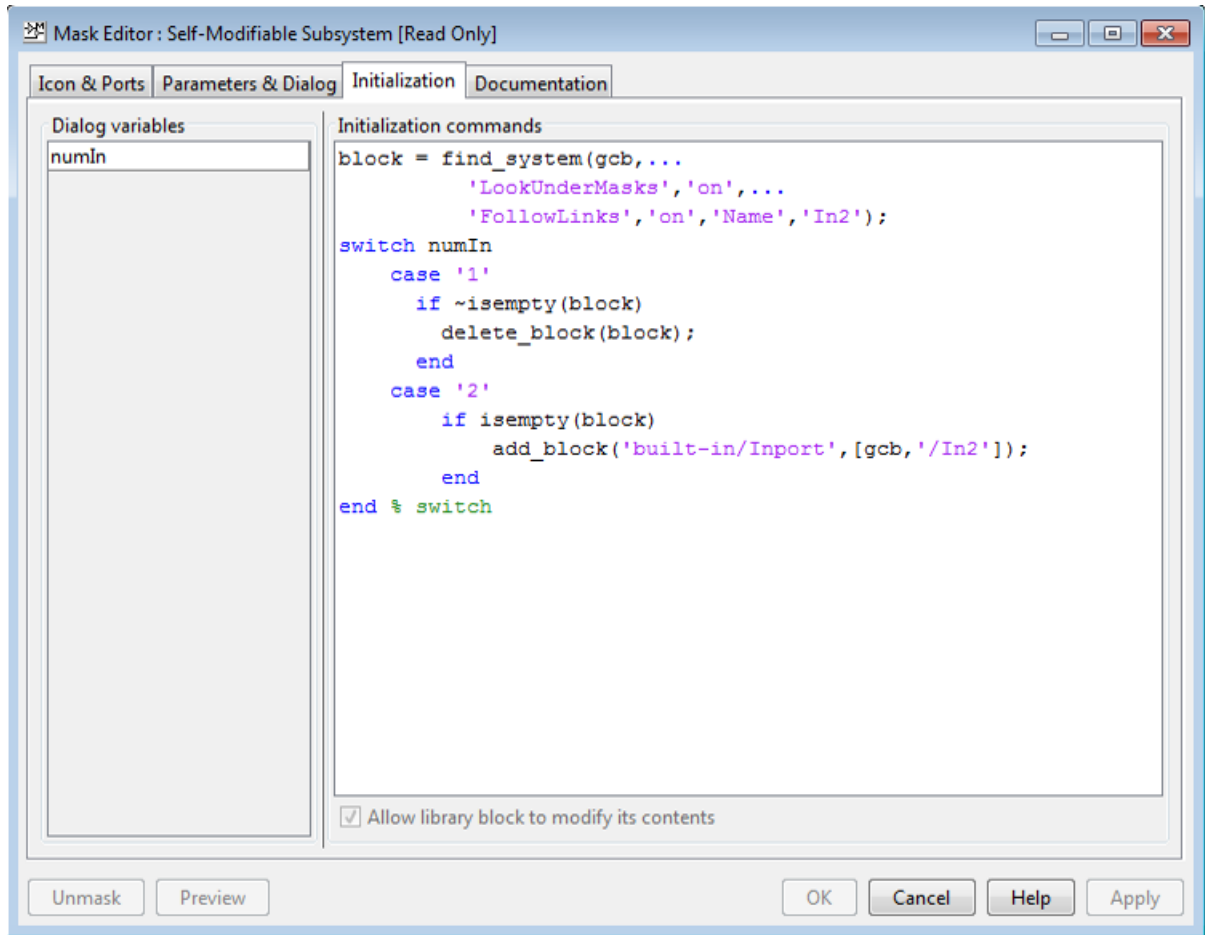 Mask Editor : Self-Modifiable Subsystem [Read Only]
Icon & Ports Parameters & Dialog Initialization Documentation
Dialog variables
numIn
Initialization commands
block = find_system(gcb,...
'LookUnderMasks','on',...
'FollowLinks','on','Name','In2');
switch numIn
case '1'
if ~isempty(block)
delete_block(block);
end
case '2'
if isempty(block)
add_block('built-in/Inport',[gcb,'/In2']);
end
end % switch
Allow library block to modify its contents
Unmask Preview OK Cancel Help Apply